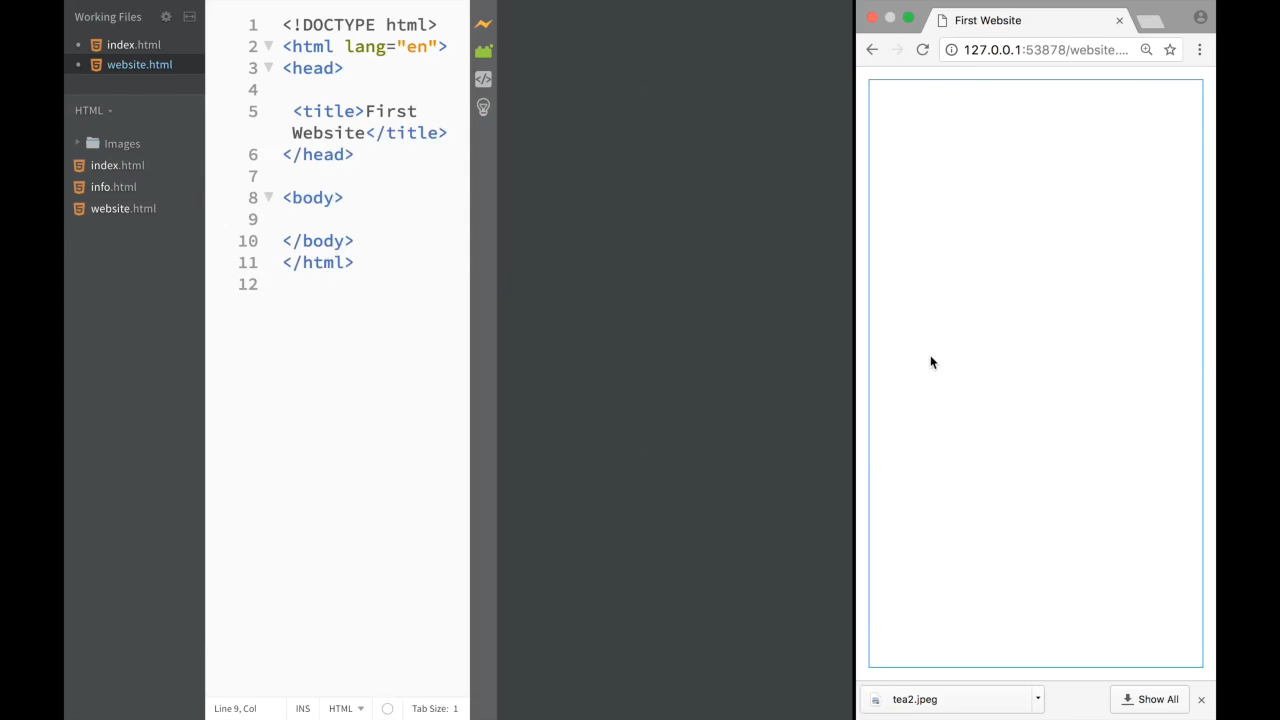 Working Files
index.html
website.html
HTML
Images
index.html
info.html
website.html
1 <!DOCTYPE html>
2 <html lang="en">
3 <head>
4
5 <title>First
Website</title>
6 </head>
7
8 <body>
9
10 </body>
11 </html>
12
Line 9, Col
INS
HTML
Tab Size: 1
First Website
127.0.0.1:53878/website....
tea2.jpeg
Show All